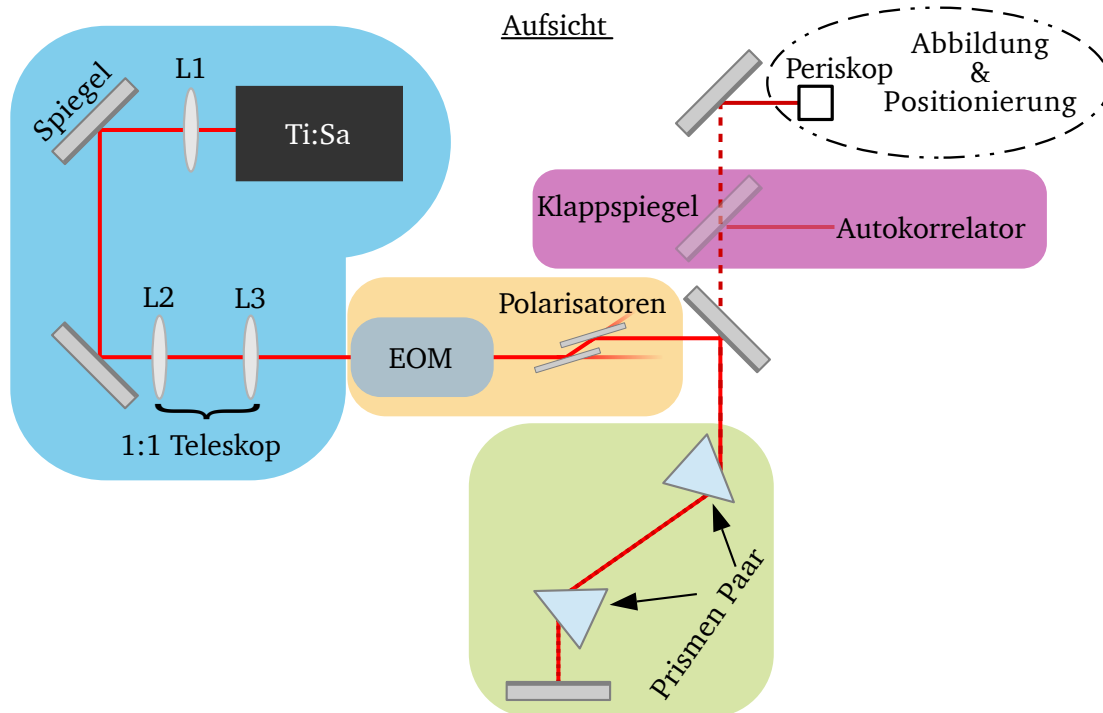 Aufsicht
Spiegel
L1
Ti:Sa
L2
L3
1:1 Teleskop
EOM
Polarisatoren
Klappspiegel
Autokorrelator
Periskop
Abbildung
&
Positionierung
Prismen Paar